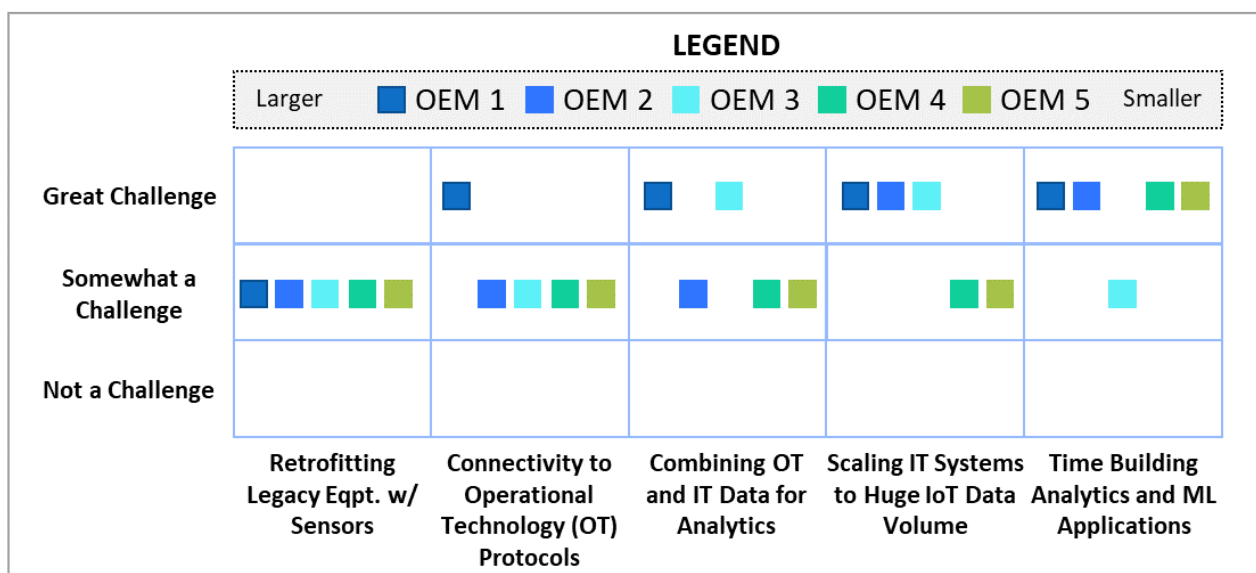 LEGEND
Larger OEM 1 OEM 2 OEM 3 OEM 4 OEM 5 Smaller
Great Challenge
Somewhat a
Challenge
Not a Challenge
Retrofitting
Legacy Eqpt. w/
Sensors
Connectivity to
Operational
Technology (OT)
Protocols
Combining OT
and IT Data for
Analytics
Scaling IT Systems
to Huge IoT Data
Volume
Time Building
Analytics and ML
Applications